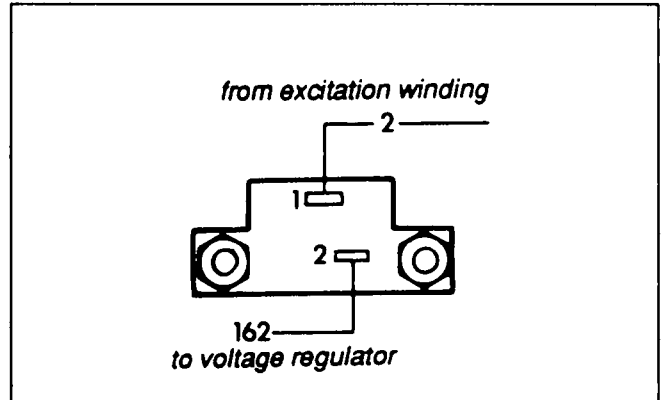 from excitation winding
2
1
2
162
to voltage regulator